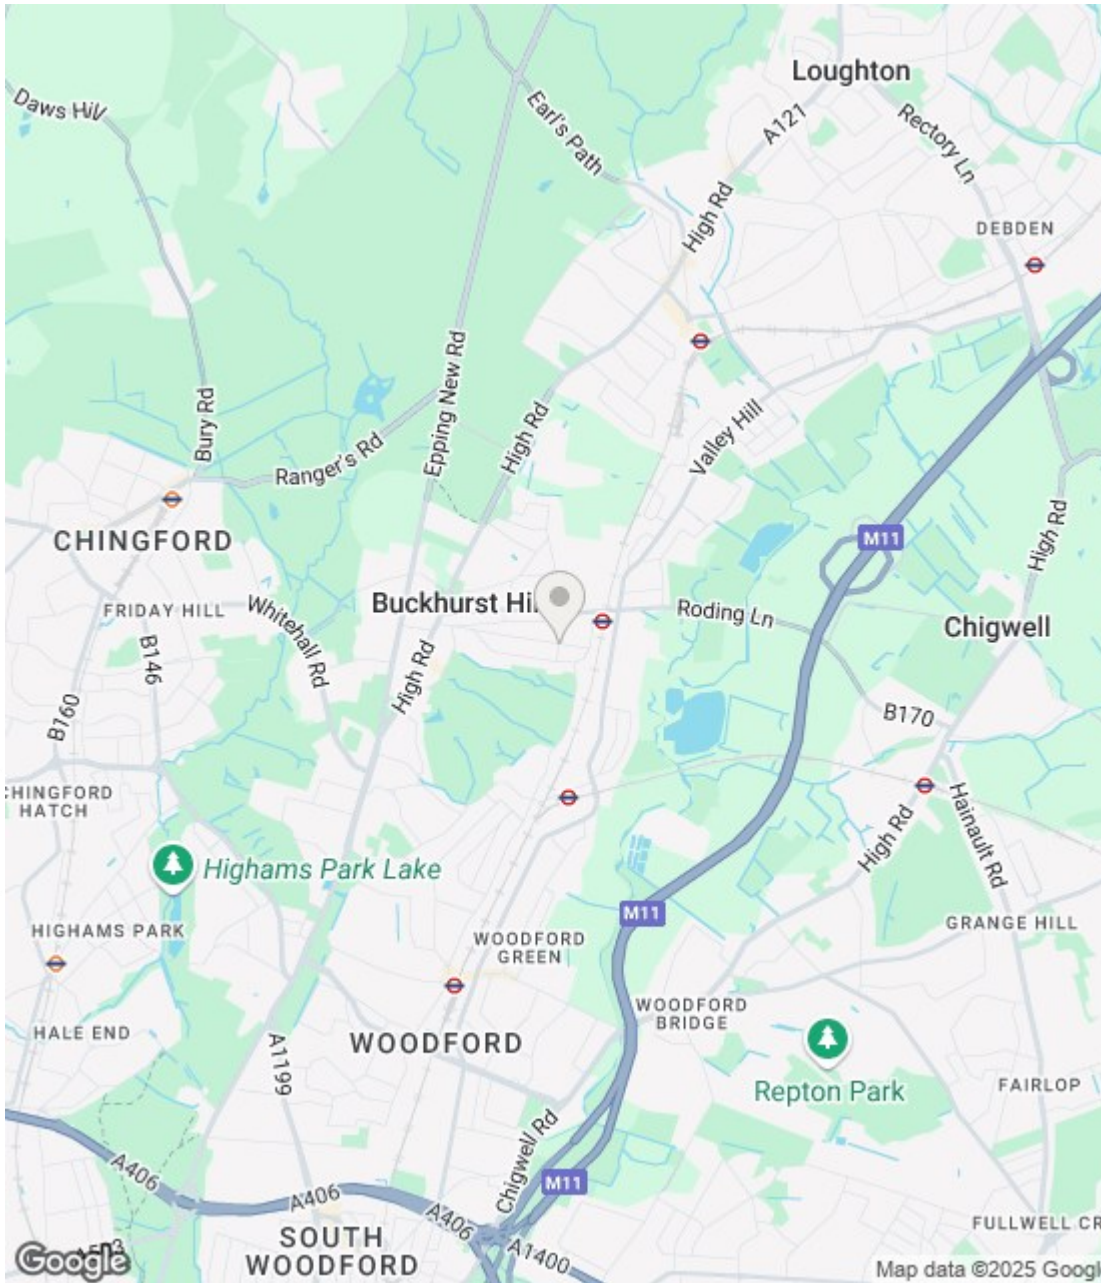 Loughton
Daws Hill
Earl's Path
A121
Rectory Ln
High Rd
DEBDEN
Bury Rd
Epping New Rd
High Rd
Valley Hill
Ranger's Rd
M11
High Rd
CHINGFORD
FRIDAY HILL
Whitehall Rd
Buckhurst Hi
Roding Ln
Chigwell
B146
High Rd
B160
B170
CHINGFORD
HATCH
High Rd
Hainault Rd
Highams Park Lake
M11
HIGHAMS PARK
WOODFORD
GREEN
GRANGE HILL
HALE END
WOODFORD
BRIDGE
WOODFORD
A1199
Repton Park
FAIRLOP
Chigwell Rd
A406
A406
M11
A406
SOUTH
WOODFORD
A1400
FULLWELL CR
Google
Map data ©2025 Googl